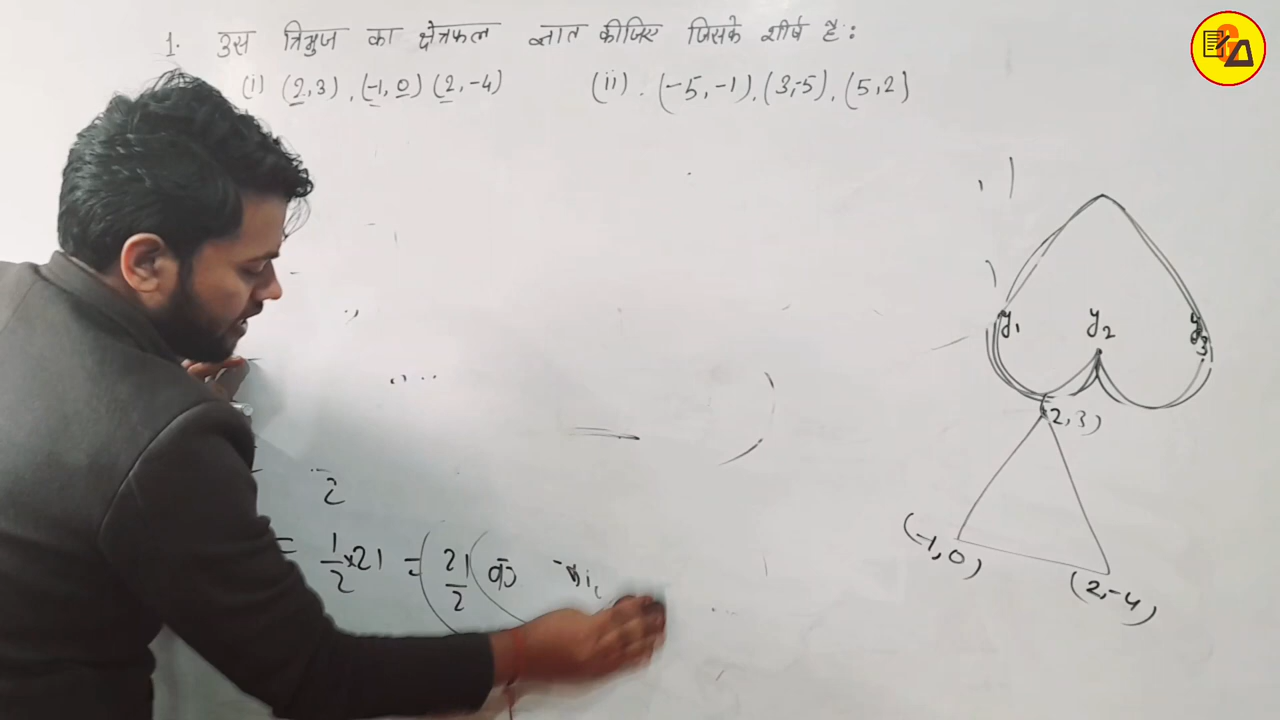 1. उस त्रिभुज का क्षेत्रफल ज्ञात कीजिए जिसके शीर्ष है :
(i) (2,3), (-1,0) (2,-4) (ii). (-5,-1), (3,-5), (5,2)
y₁ y₂ y₃
(2,3)
2
= 1/2 × 21 = 21/2
(-1,0)
(2,-4)